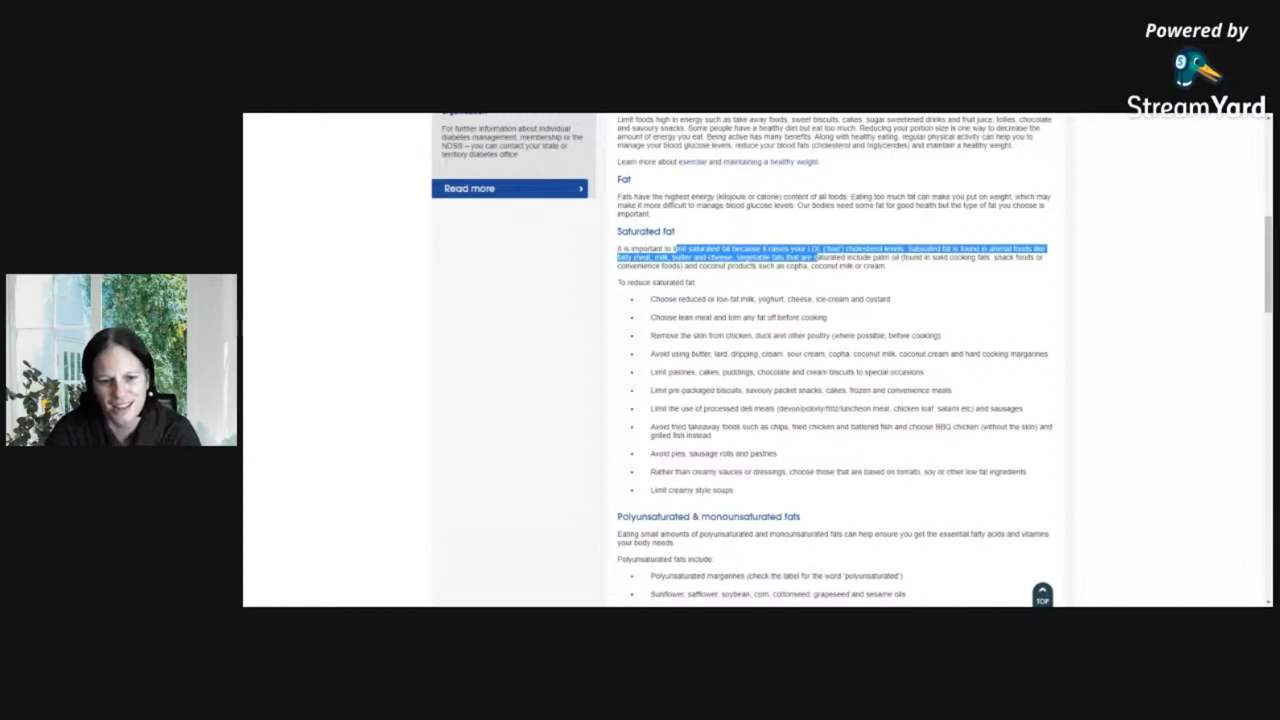 Powered by
StreamYard
For further information about individual
diabetes management, membership or the
NDSS – you can contact your state or
territory diabetes office
Read more
Limit foods high in energy such as take away foods, sweet biscuits, cakes, sugar sweetened drinks and fruit juice, lollies, chocolate
and savoury snacks. Some people have a healthy diet but eat too much. Reducing your portion size is one way to decrease the
amount of energy you eat. Being active has many benefits. Along with healthy eating, regular physical activity can help you to
manage your blood glucose levels, reduce your blood fats (cholesterol and triglycerides) and maintain a healthy weight.
Learn more about exercise and maintaining a healthy weight.
Fat
Fats have the highest energy (kilojoule or calorie) content of all foods. Eating too much fat can make you put on weight, which may
make it more difficult to manage blood glucose levels. Our bodies need some fat for good health but the type of fat you choose is
important.
Saturated fat
It is important to limit saturated fat because it raises your LDL ('bad') cholesterol levels. Saturated fat is found in animal foods like
fatty meat, milk, butter and cheese. Vegetable fats that are saturated include palm oil (found in solid cooking fats, snack foods or
convenience foods) and coconut products such as copha, coconut milk or cream.
To reduce saturated fat:
• Choose reduced or low-fat milk, yoghurt, cheese, ice-cream and custard
• Choose lean meat and trim any fat off before cooking
• Remove the skin from chicken, duck and other poultry (where possible, before cooking)
• Avoid using butter, lard, dripping, cream, sour cream, copha, coconut milk, coconut cream and hard cooking margarines
• Limit pastries, cakes, puddings, chocolate and cream biscuits to special occasions
• Limit pre-packaged biscuits, savoury packet snacks, cakes, frozen and convenience meals
• Limit the use of processed deli meats (devon/polony/fritz/luncheon meat, chicken loaf, salami etc) and sausages
• Avoid fried takeaway foods such as chips, fried chicken and battered fish and choose BBQ chicken (without the skin) and
grilled fish instead
• Avoid pies, sausage rolls and pastries
• Rather than creamy sauces or dressings, choose those that are based on tomato, soy or other low fat ingredients
• Limit creamy style soups.
Polyunsaturated & monounsaturated fats
Eating small amounts of polyunsaturated and monounsaturated fats can help ensure you get the essential fatty acids and vitamins
your body needs.
Polyunsaturated fats include:
• Polyunsaturated margarines (check the label for the word 'polyunsaturated')
• Sunflower, safflower, soybean, corn, cottonseed, grapeseed and sesame oils
TOP